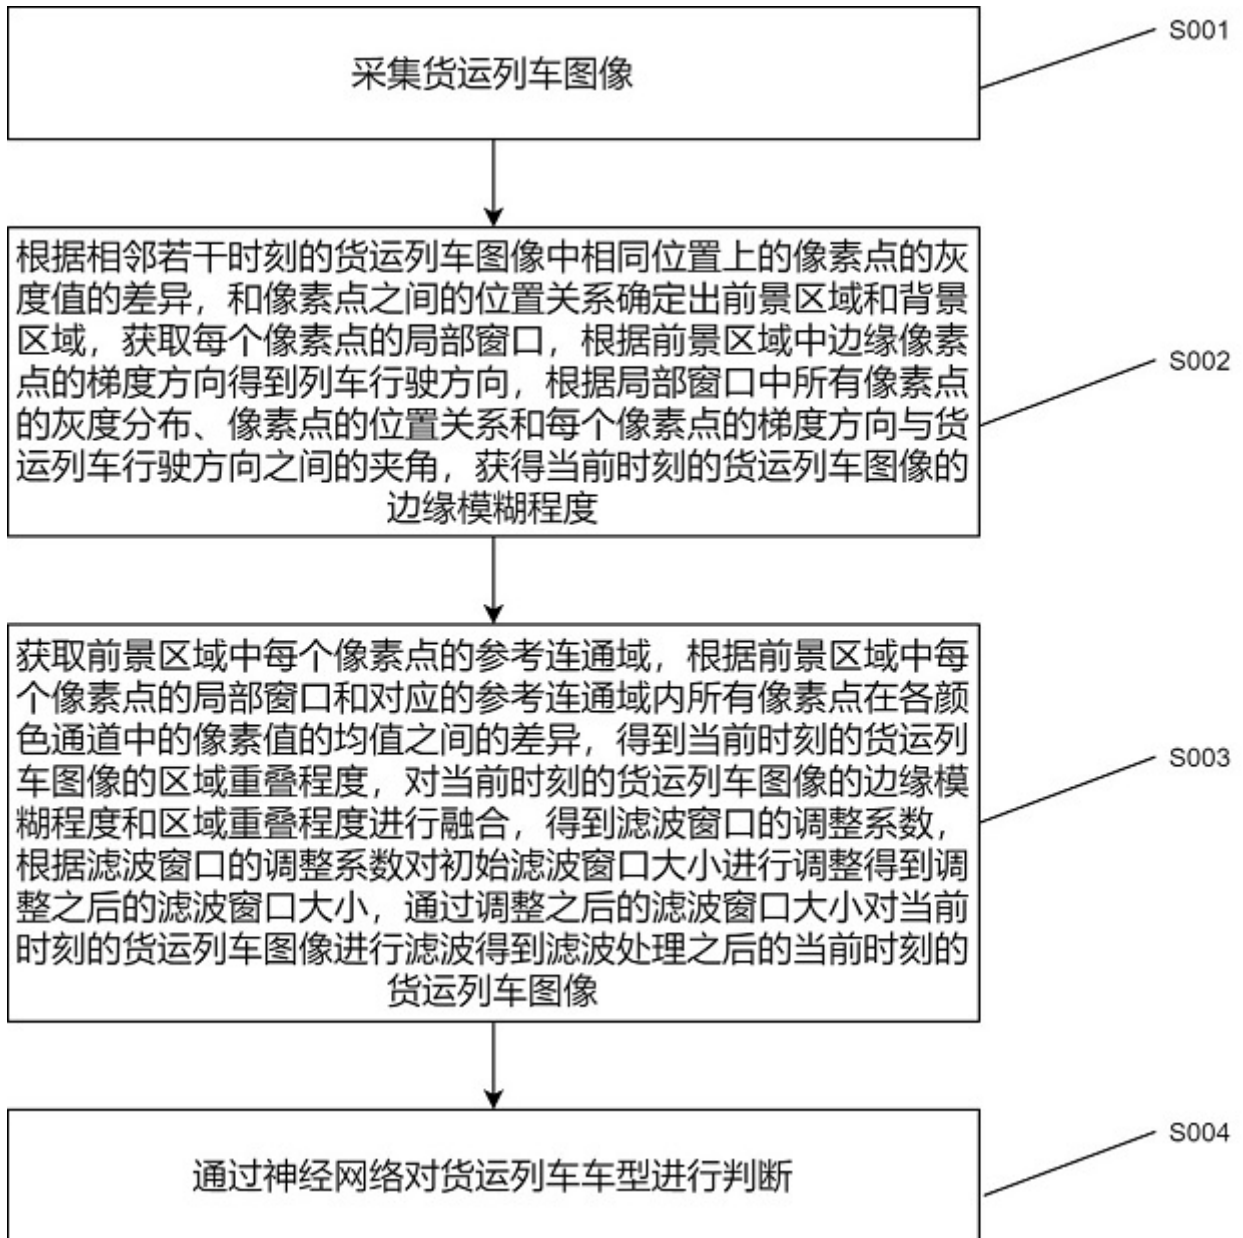 采集货运列车图像
S001
根据相邻若干时刻的货运列车图像中相同位置上的像素点的灰
度值的差异，和像素点之间的位置关系确定出前景区域和背景
区域，获取每个像素点的局部窗口，根据前景区域中边缘像素
点的梯度方向得到列车行驶方向，根据局部窗口中所有像素点
的灰度分布、像素点的位置关系和每个像素点的梯度方向与货
运列车行驶方向之间的夹角，获得当前时刻的货运列车图像的
边缘模糊程度
S002
获取前景区域中每个像素点的参考连通域，根据前景区域中每
个像素点的局部窗口和对应的参考连通域内所有像素点在各颜
色通道中的像素值的均值之间的差异，得到当前时刻的货运列
车图像的区域重叠程度，对当前时刻的货运列车图像的边缘模
糊程度和区域重叠程度进行融合，得到滤波窗口的调整系数，
根据滤波窗口的调整系数对初始滤波窗口大小进行调整得到调
整之后的滤波窗口大小，通过调整之后的滤波窗口大小对当前
时刻的货运列车图像进行滤波得到滤波处理之后的当前时刻的
货运列车图像
S003
通过神经网络对货运列车车型进行判断
S004